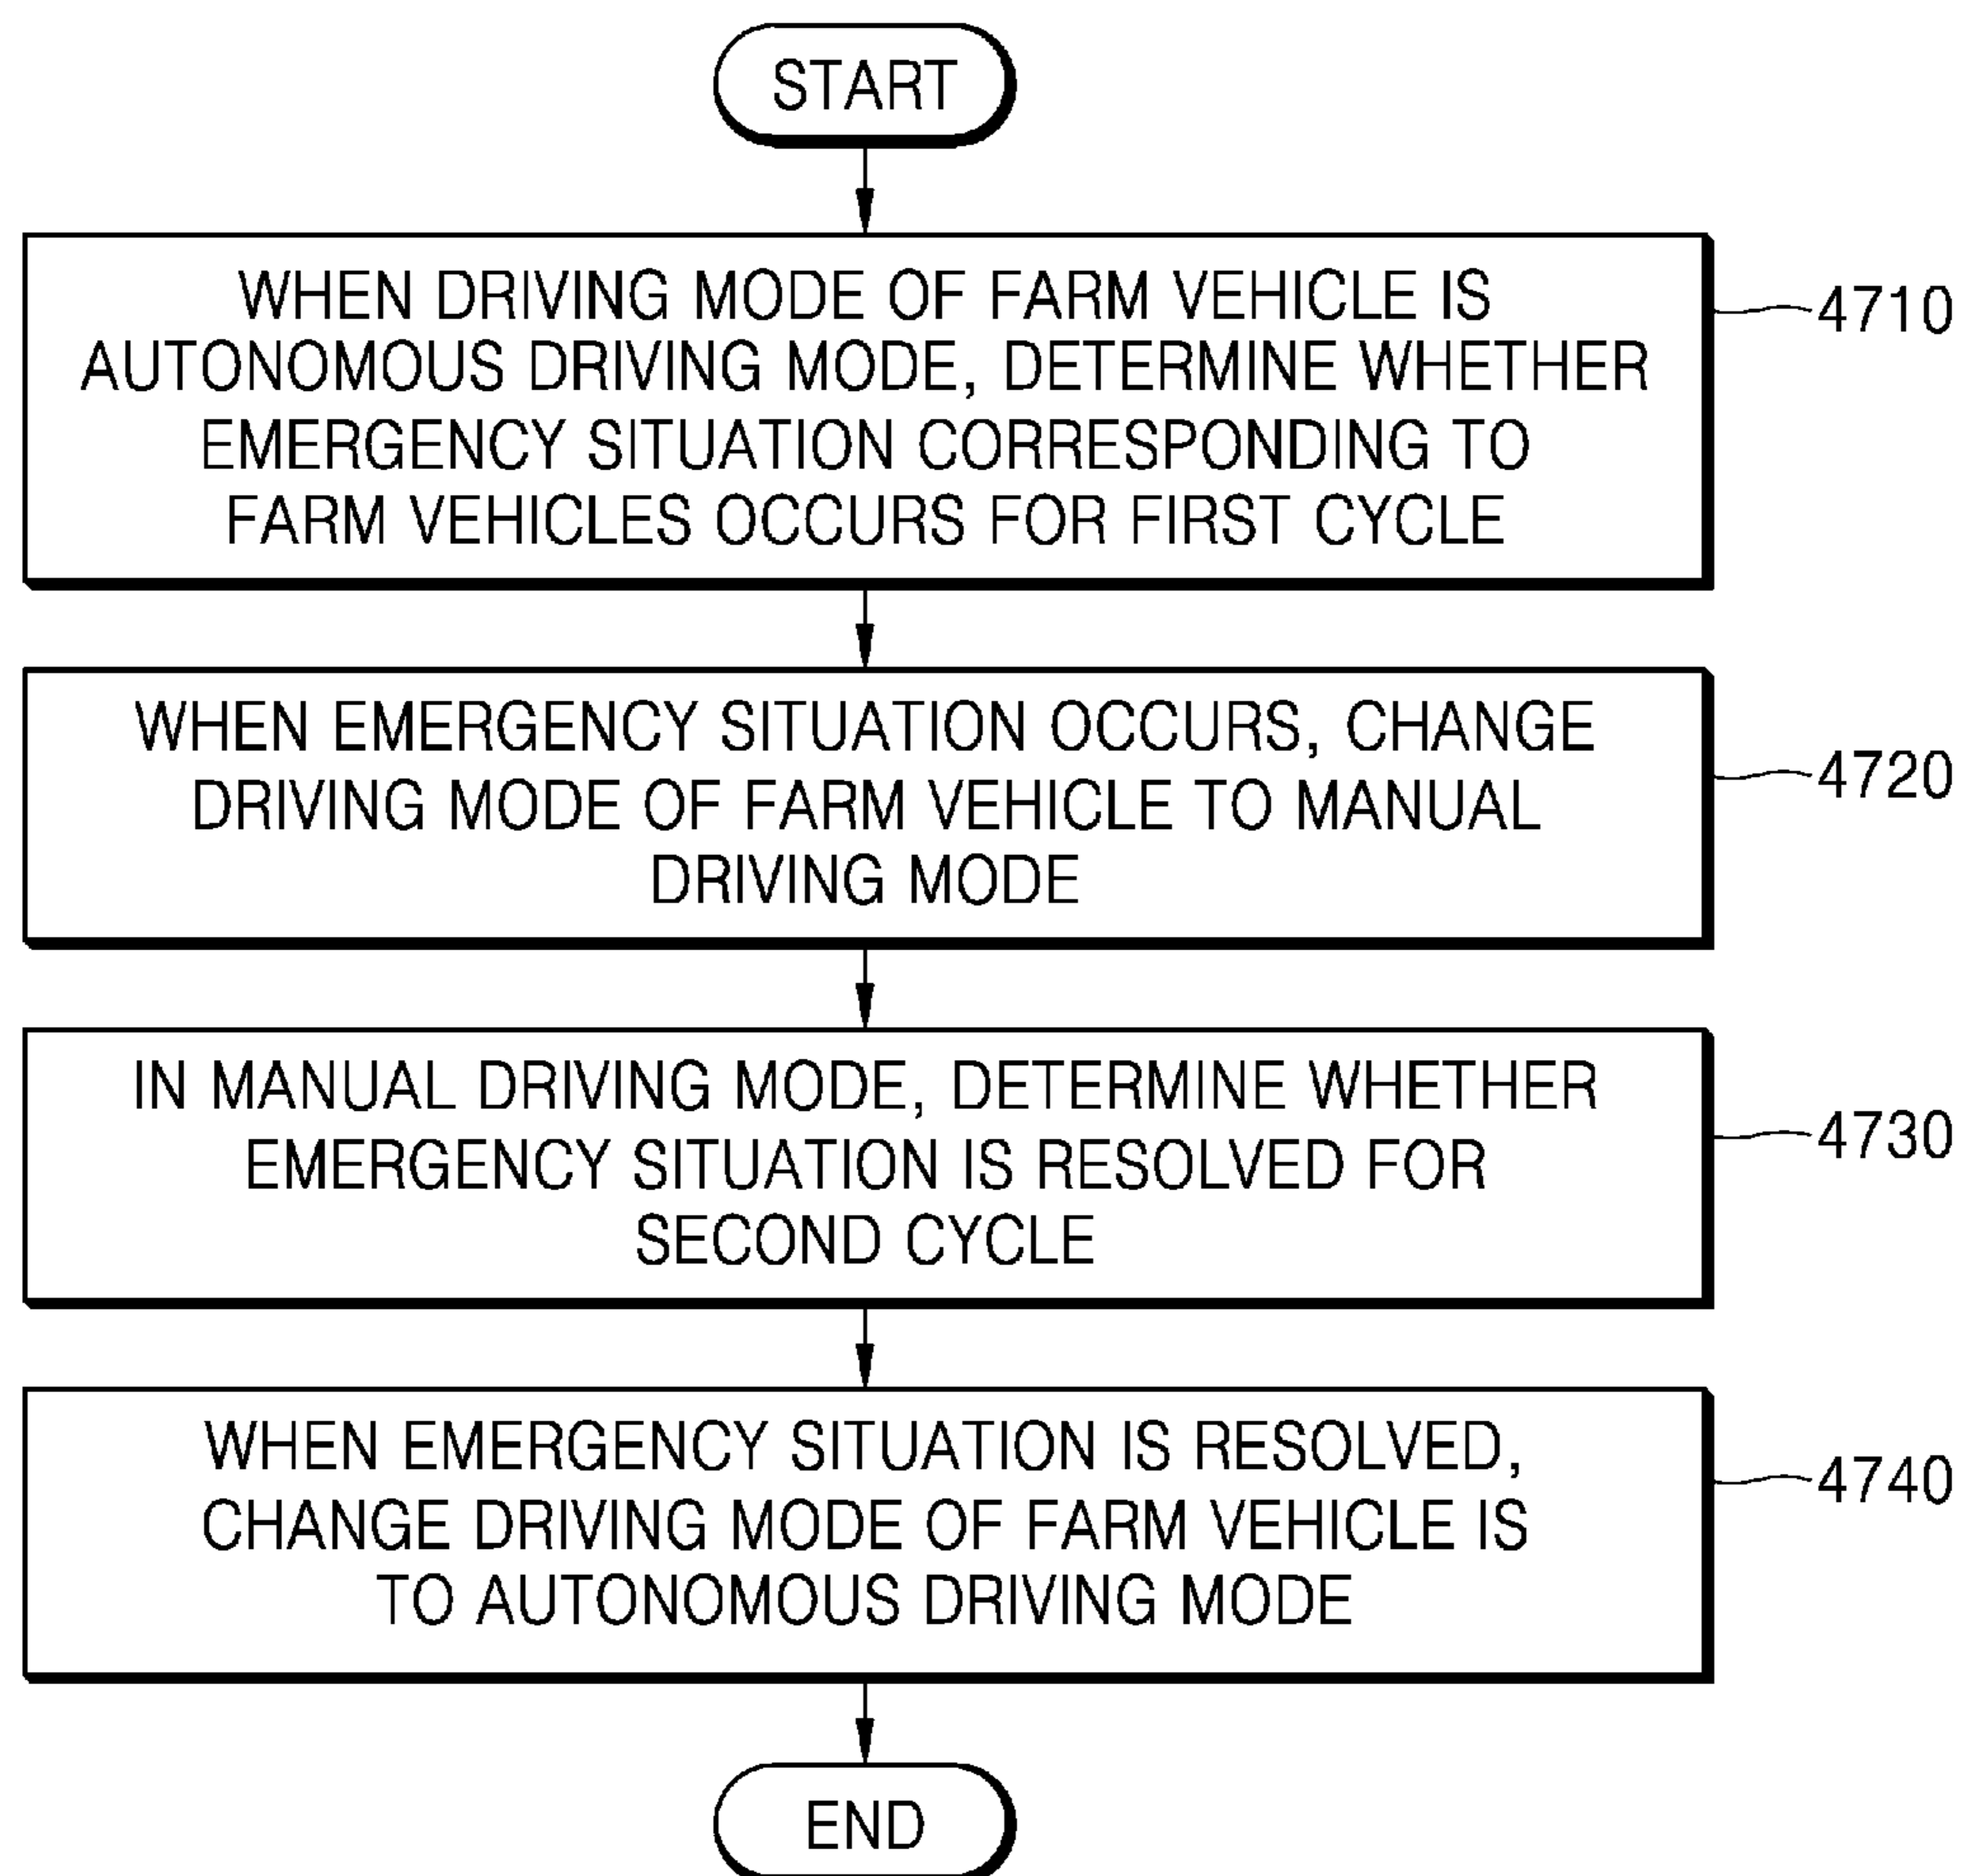 START
WHEN DRIVING MODE OF FARM VEHICLE IS
AUTONOMOUS DRIVING MODE, DETERMINE WHETHER
EMERGENCY SITUATION CORRESPONDING TO
FARM VEHICLES OCCURS FOR FIRST CYCLE
4710
WHEN EMERGENCY SITUATION OCCURS, CHANGE
DRIVING MODE OF FARM VEHICLE TO MANUAL
DRIVING MODE
4720
IN MANUAL DRIVING MODE, DETERMINE WHETHER
EMERGENCY SITUATION IS RESOLVED FOR
SECOND CYCLE
4730
WHEN EMERGENCY SITUATION IS RESOLVED,
CHANGE DRIVING MODE OF FARM VEHICLE IS
TO AUTONOMOUS DRIVING MODE
4740
END